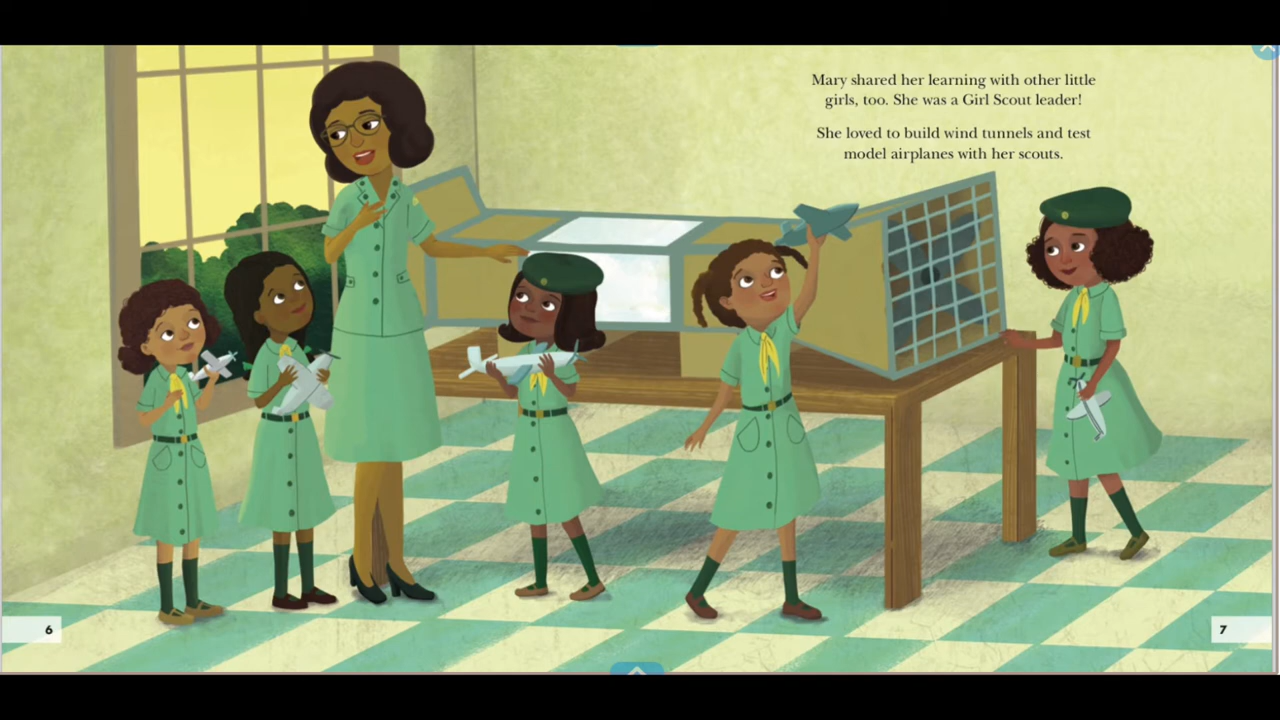 Mary shared her learning with other little
girls, too. She was a Girl Scout leader!
She loved to build wind tunnels and test
model airplanes with her scouts.
6
7